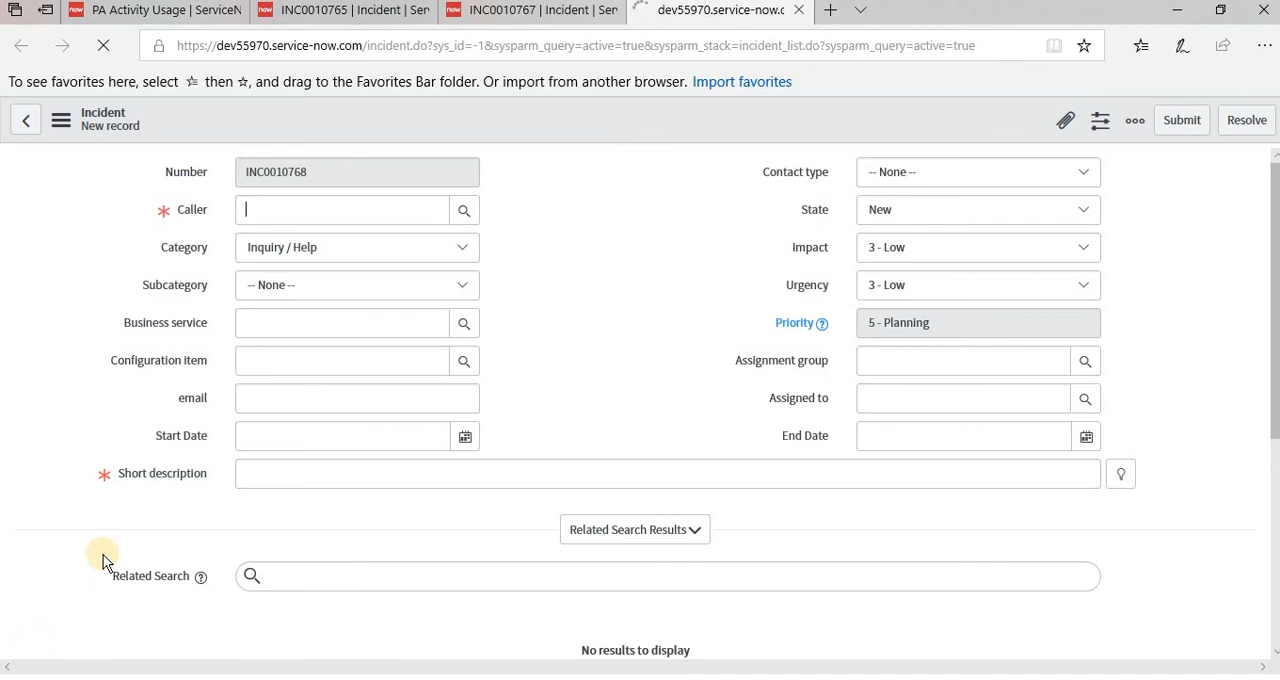 PA Activity Usage | ServiceN
INC0010765 | Incident | Ser
INC0010767 | Incident | Ser
dev55970.service-now.c
https://dev55970.service-now.com/incident.do?sys_id=-1&sysparm_query=active=true&sysparm_stack=incident_list.do?sysparm_query=active=true
To see favorites here, select ☆ then ☆, and drag to the Favorites Bar folder. Or import from another browser. Import favorites
Incident
New record
Submit
Resolve
Number INC0010768 Contact type -- None --
* Caller State New
Category Inquiry / Help Impact 3 - Low
Subcategory -- None -- Urgency 3 - Low
Business service Priority ? 5 - Planning
Configuration item Assignment group
email Assigned to
Start Date End Date
* Short description
Related Search Results
Related Search ?
No results to display